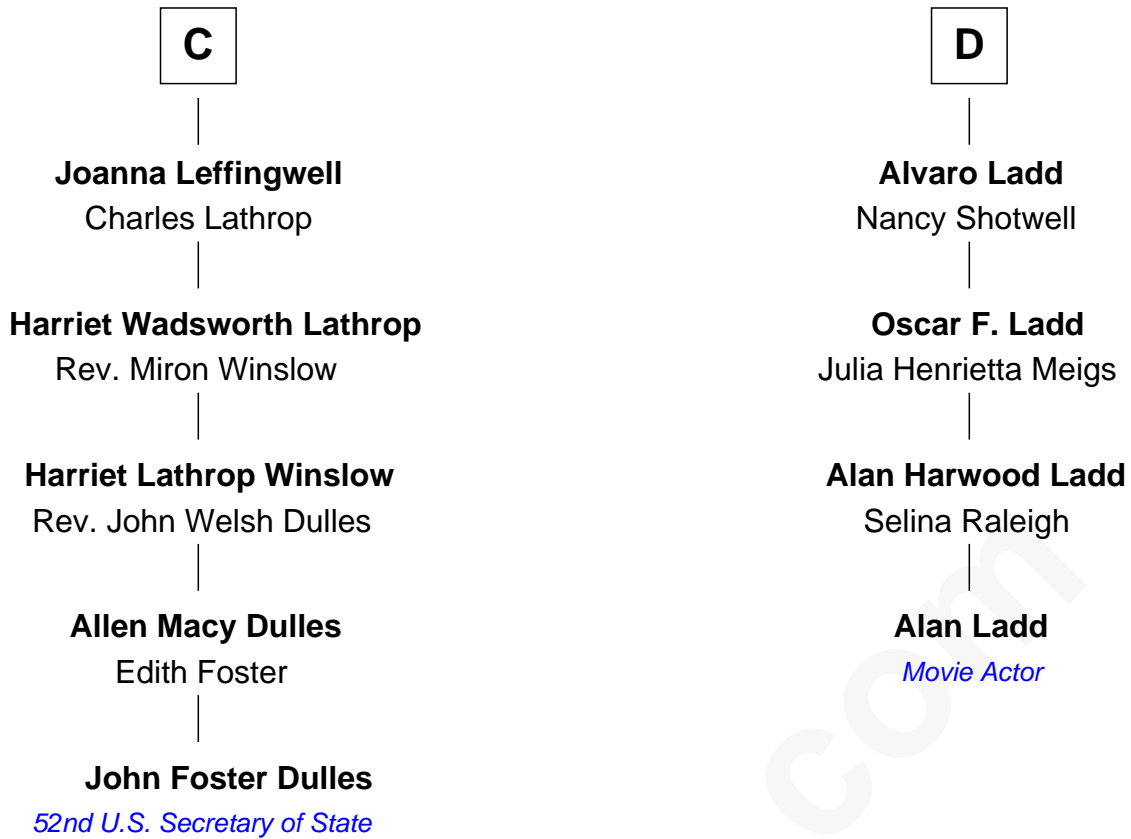 C
Joanna Leffingwell
Charles Lathrop
Harriet Wadsworth Lathrop
Rev. Miron Winslow
Harriet Lathrop Winslow
Rev. John Welsh Dulles
Allen Macy Dulles
Edith Foster
John Foster Dulles
52nd U.S. Secretary of State
D
Alvaro Ladd
Nancy Shotwell
Oscar F. Ladd
Julia Henrietta Meigs
Alan Harwood Ladd
Selina Raleigh
Alan Ladd
Movie Actor
com